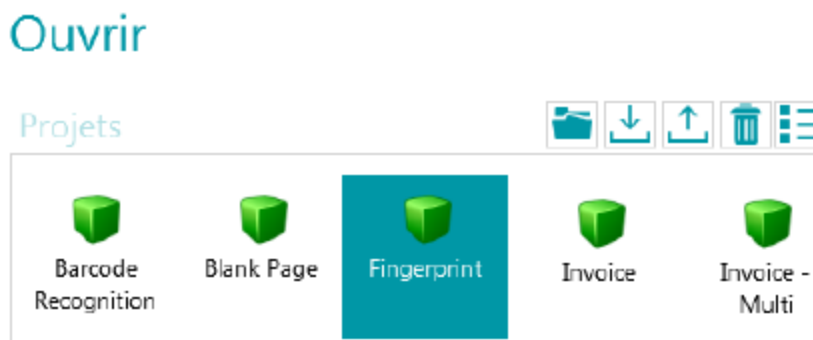 Ouvrir
Projets
Barcode
Recognition
Blank Page
Fingerprint
Invoice
Invoice -
Multi